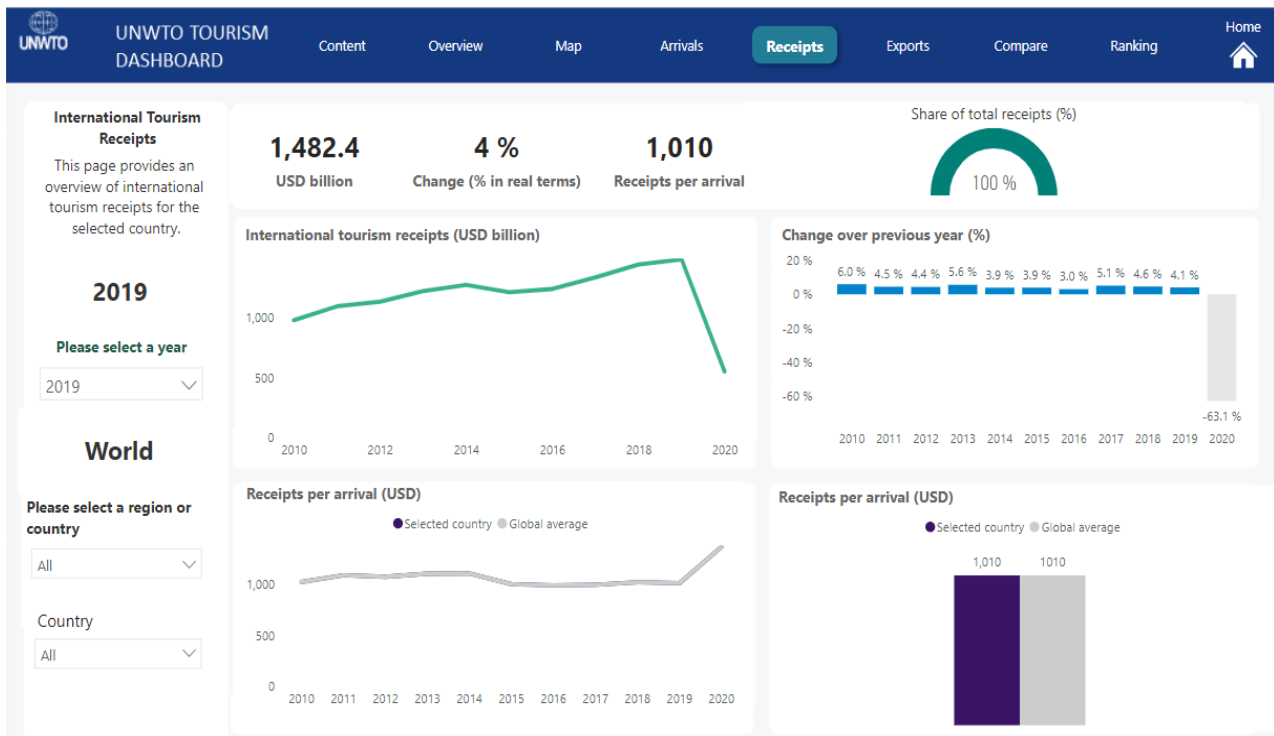 UNWTO
UNWTO TOURISM
DASHBOARD
Content
Overview
Map
Arrivals
Receipts
Exports
Compare
Ranking
Home
International Tourism
Receipts
This page provides an
overview of international
tourism receipts for the
selected country.
2019
Please select a year
2019
World
Please select a region or
country
All
Country
All
1,482.4
USD billion
4 %
Change (% in real terms)
1,010
Receipts per arrival
Share of total receipts (%)
100 %
International tourism receipts (USD billion)
1,000
500
0
2010 2012 2014 2016 2018 2020
Change over previous year (%)
20 %
0 %
-20 %
-40 %
-60 %
6.0 % 4.5 % 4.4 % 5.6 % 3.9 % 3.9 % 3.0 % 5.1 % 4.6 % 4.1 %
-63.1 %
2010 2011 2012 2013 2014 2015 2016 2017 2018 2019 2020
Receipts per arrival (USD)
Selected country Global average
1,000
500
0
2010 2011 2012 2013 2014 2015 2016 2017 2018 2019 2020
Receipts per arrival (USD)
Selected country Global average
1,010 1010